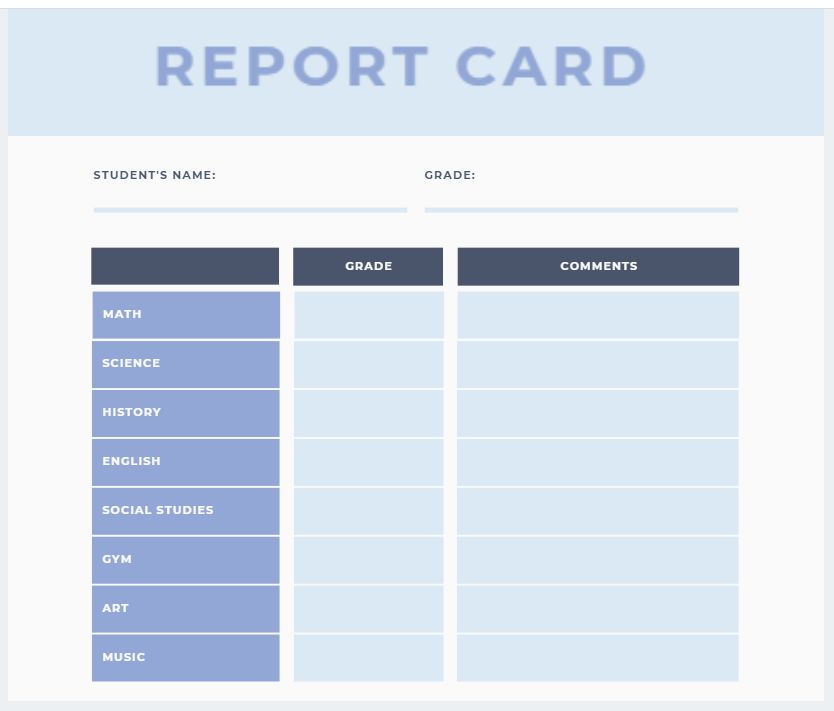 REPORT CARD
STUDENT'S NAME: GRADE:
GRADE COMMENTS
MATH
SCIENCE
HISTORY
ENGLISH
SOCIAL STUDIES
GYM
ART
MUSIC